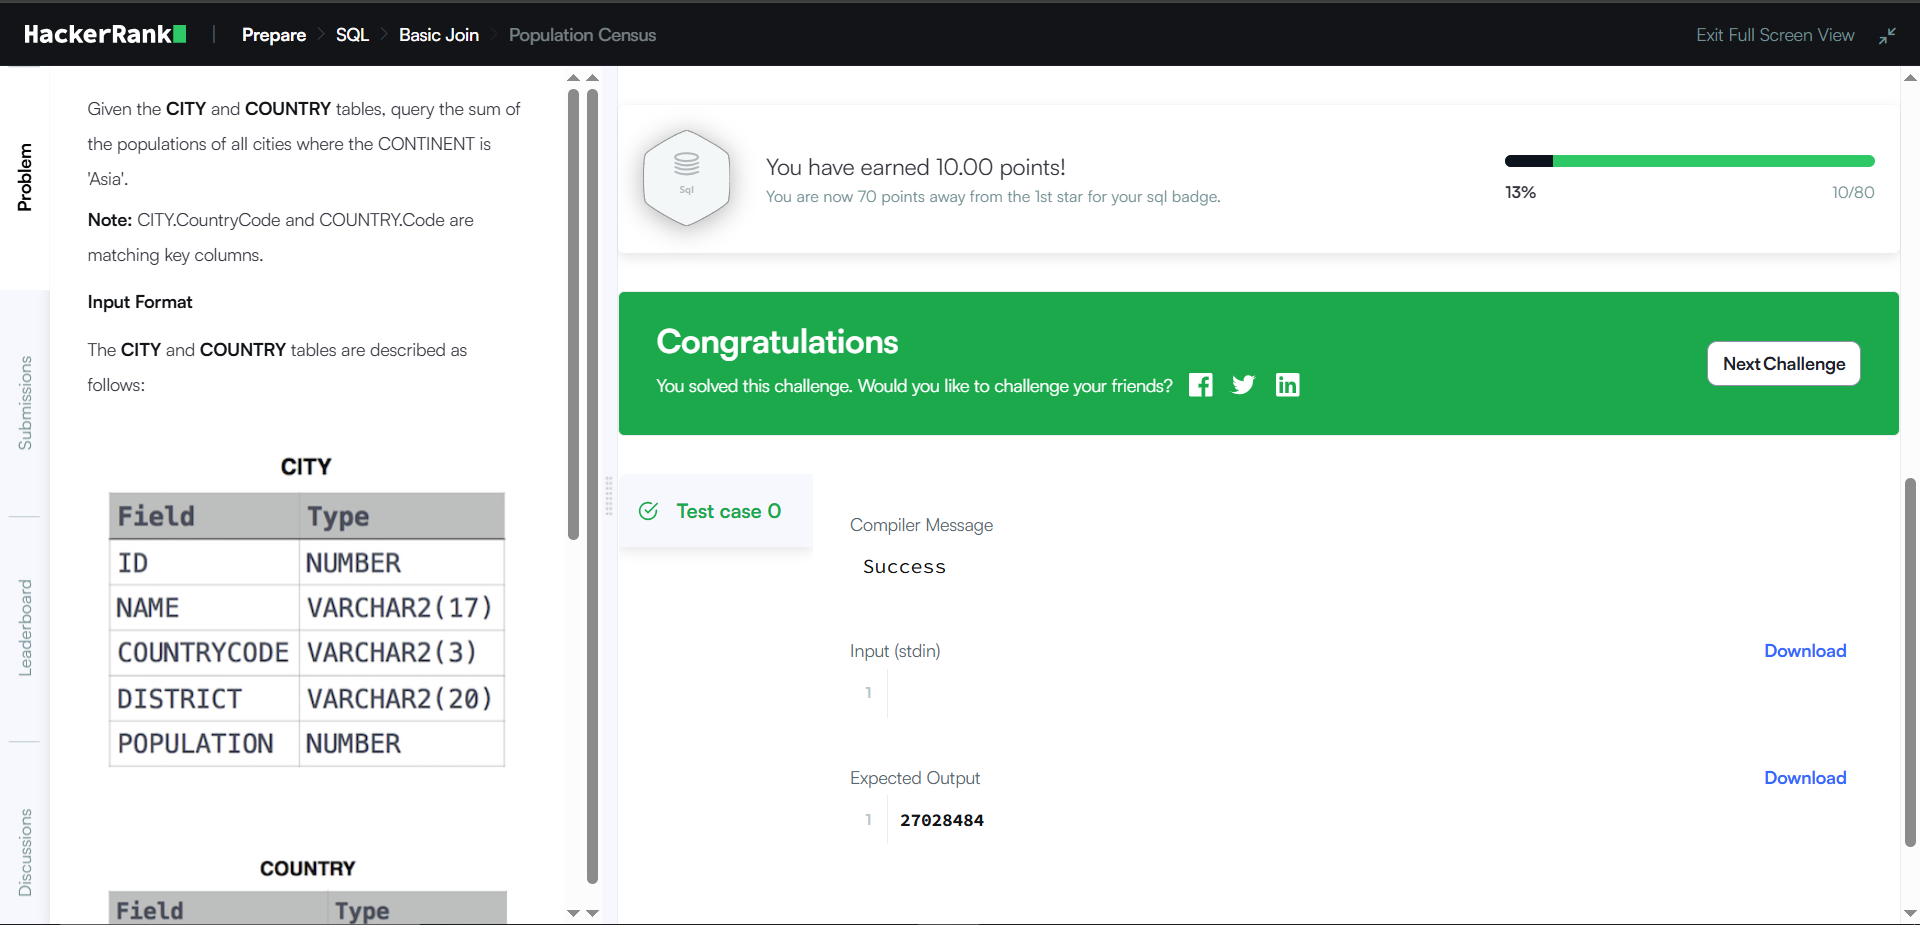 HackerRank
Prepare
SQL
Basic Join
Population Census
Exit Full Screen View
Problem
Submissions
Leaderboard
Discussions
Given the CITY and COUNTRY tables, query the sum of
the populations of all cities where the CONTINENT is
'Asia'.
Note: CITY.CountryCode and COUNTRY.Code are
matching key columns.
Input Format
The CITY and COUNTRY tables are described as
follows:
CITY
Field Type
ID NUMBER
NAME VARCHAR2(17)
COUNTRYCODE VARCHAR2(3)
DISTRICT VARCHAR2(20)
POPULATION NUMBER
COUNTRY
Field Type
Sql
You have earned 10.00 points!
You are now 70 points away from the 1st star for your sql badge.
13%
10/80
Congratulations
You solved this challenge. Would you like to challenge your friends?
Next Challenge
Test case 0
Compiler Message
Success
Input (stdin)
Download
1
Expected Output
Download
1 27028484